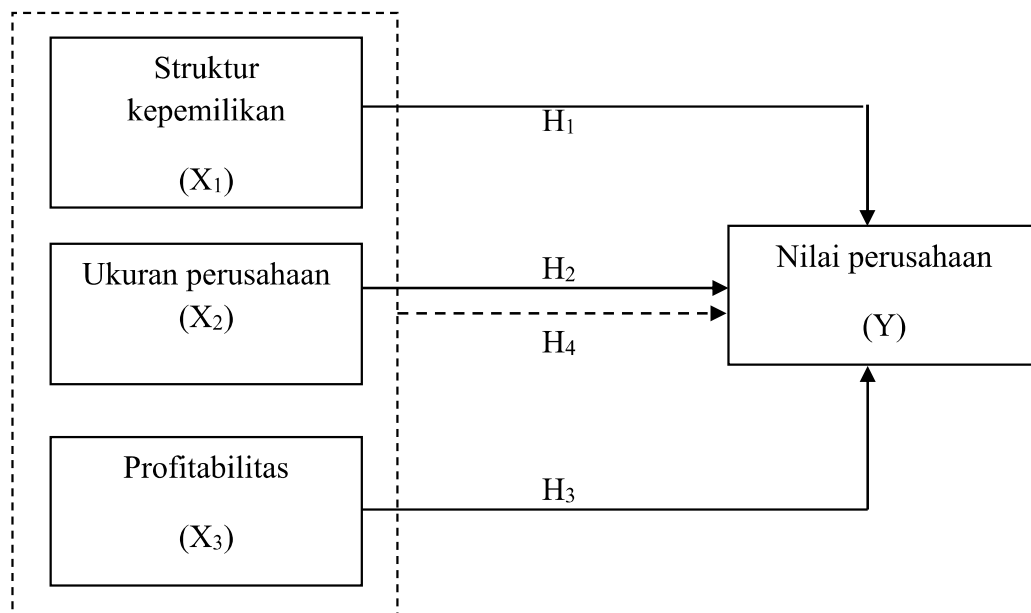 Struktur
kepemilikan
(X₁)
H₁
Ukuran perusahaan
(X₂)
H₂
H₄
Nilai perusahaan
(Y)
Profitabilitas
(X₃)
H₃